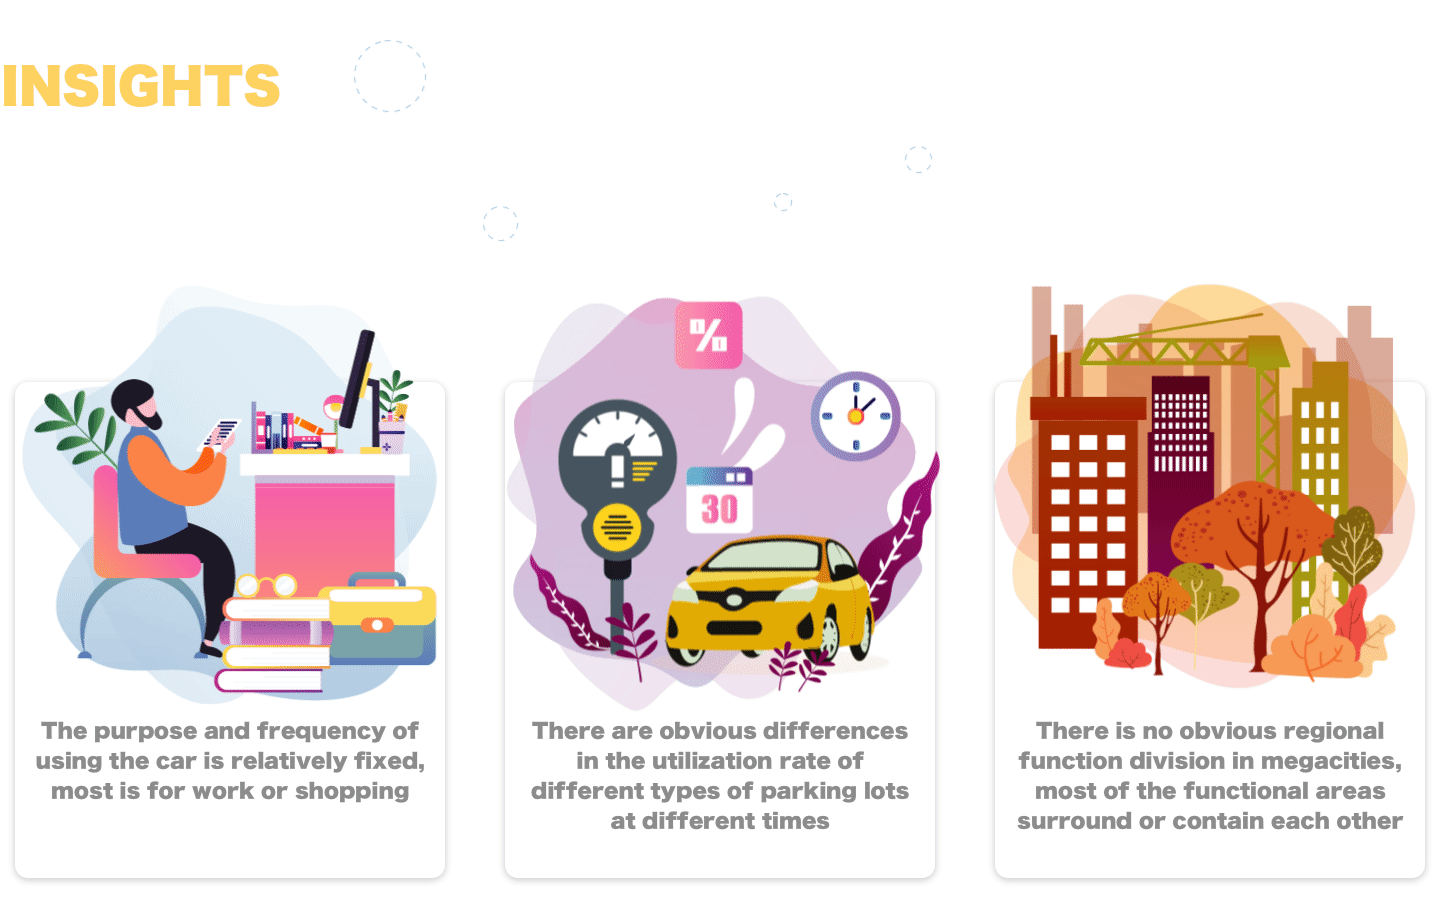 INSIGHTS
%
30
The purpose and frequency of
using the car is relatively fixed,
most is for work or shopping
There are obvious differences
in the utilization rate of
different types of parking lots
at different times
There is no obvious regional
function division in megacities,
most of the functional areas
surround or contain each other